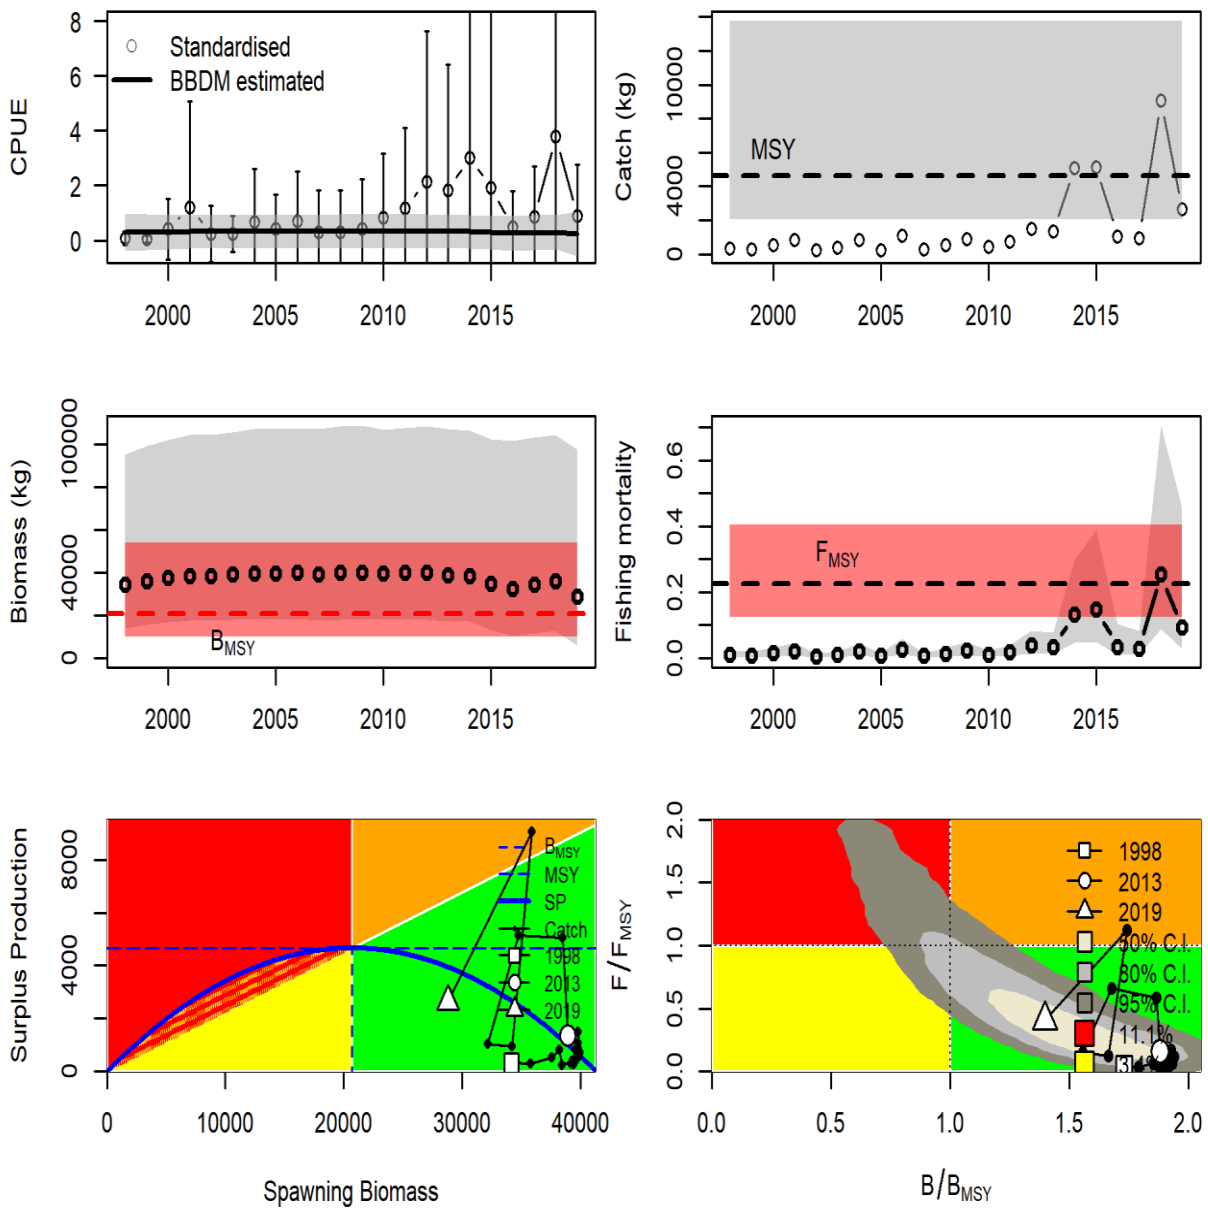 CPUE
0 2 4 6 8
Standardised
BBDM estimated
2000 2005 2010 2015
Catch (kg)
0 4000 10000
MSY
2000 2005 2010 2015
Biomass (kg)
0 40000 100000
BMSY
2000 2005 2010 2015
Fishing mortality
0.0 0.2 0.4 0.6
FMSY
2000 2005 2010 2015
Surplus Production
0 4000 8000
BMSY
MSY
SP
Catch
1998
2013
2019
0 10000 20000 30000 40000
Spawning Biomass
F/FMSY
0.0 0.5 1.0 1.5 2.0
1998
2013
2019
50% C.I.
80% C.I.
95% C.I.
11.1%
0.0 0.5 1.0 1.5 2.0
B/BMSY